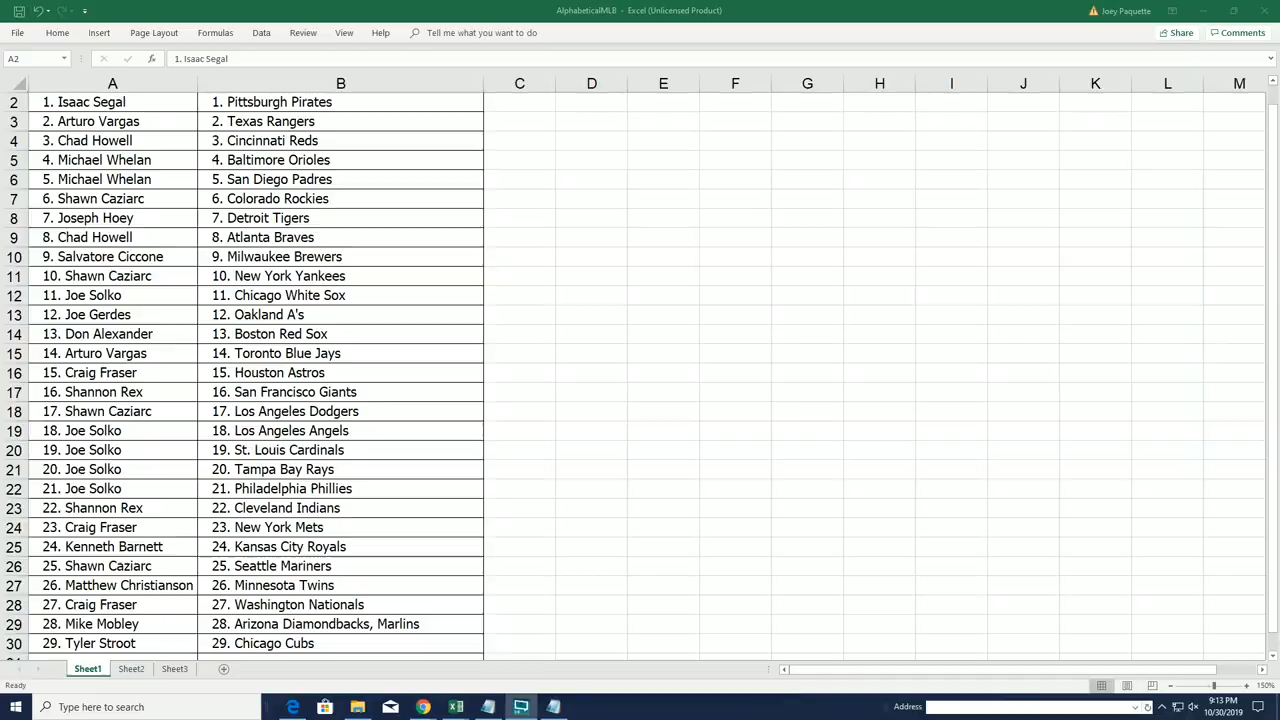 AlphabeticalMLB - Excel (Unlicensed Product)
Joey Paquette
File Home Insert Page Layout Formulas Data Review View Help Tell me what you want to do Share Comments
A2 fx 1. Isaac Segal
A B C D E F G H I J K L M
2 1. Isaac Segal 1. Pittsburgh Pirates
3 2. Arturo Vargas 2. Texas Rangers
4 3. Chad Howell 3. Cincinnati Reds
5 4. Michael Whelan 4. Baltimore Orioles
6 5. Michael Whelan 5. San Diego Padres
7 6. Shawn Caziarc 6. Colorado Rockies
8 7. Joseph Hoey 7. Detroit Tigers
9 8. Chad Howell 8. Atlanta Braves
10 9. Salvatore Ciccone 9. Milwaukee Brewers
11 10. Shawn Caziarc 10. New York Yankees
12 11. Joe Solko 11. Chicago White Sox
13 12. Joe Gerdes 12. Oakland A's
14 13. Don Alexander 13. Boston Red Sox
15 14. Arturo Vargas 14. Toronto Blue Jays
16 15. Craig Fraser 15. Houston Astros
17 16. Shannon Rex 16. San Francisco Giants
18 17. Shawn Caziarc 17. Los Angeles Dodgers
19 18. Joe Solko 18. Los Angeles Angels
20 19. Joe Solko 19. St. Louis Cardinals
21 20. Joe Solko 20. Tampa Bay Rays
22 21. Joe Solko 21. Philadelphia Phillies
23 22. Shannon Rex 22. Cleveland Indians
24 23. Craig Fraser 23. New York Mets
25 24. Kenneth Barnett 24. Kansas City Royals
26 25. Shawn Caziarc 25. Seattle Mariners
27 26. Matthew Christianson 26. Minnesota Twins
28 27. Craig Fraser 27. Washington Nationals
29 28. Mike Mobley 28. Arizona Diamondbacks, Marlins
30 29. Tyler Stroot 29. Chicago Cubs
Sheet1 Sheet2 Sheet3
Ready 150%
Type here to search Address 9:13 PM
10/30/2019